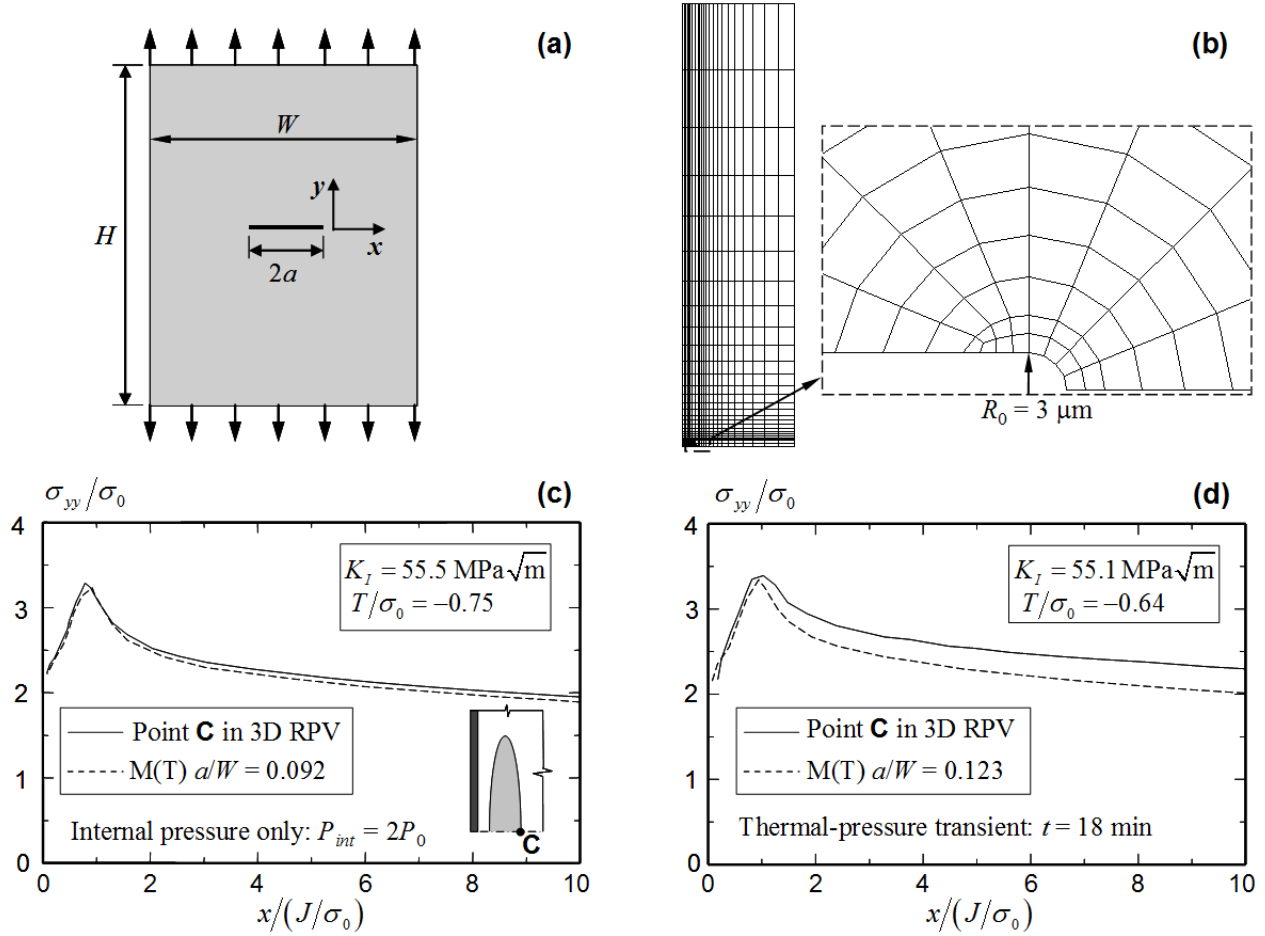 (a)
W
H
y
x
2a
(b)
R₀ = 3 μm
σyy/σ₀
(c)
4
3
2
1
0
K_I = 55.5 MPa√m
T/σ₀ = −0.75
Point C in 3D RPV
M(T) a/W = 0.092
Internal pressure only: P_int = 2P₀
C
0 2 4 6 8 10
x/(J/σ₀)
σyy/σ₀
(d)
4
3
2
1
0
K_I = 55.1 MPa√m
T/σ₀ = −0.64
Point C in 3D RPV
M(T) a/W = 0.123
Thermal-pressure transient: t = 18 min
0 2 4 6 8 10
x/(J/σ₀)